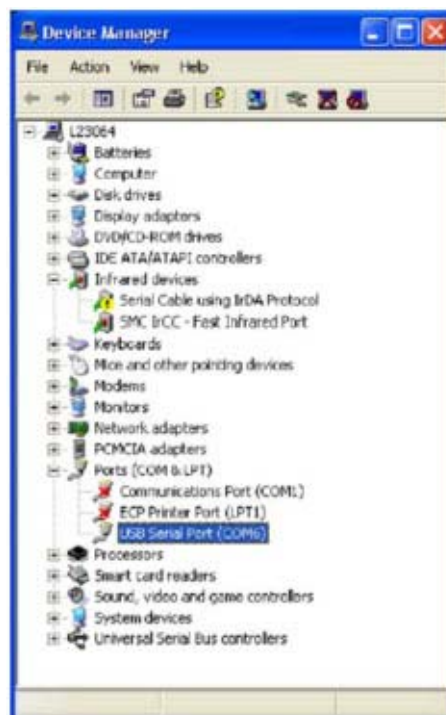 Device Manager
File Action View Help
L23064
Batteries
Computer
Disk drives
Display adapters
DVD/CD-ROM drives
IDE ATA/ATAPI controllers
Infrared devices
Serial Cable using IrDA Protocol
SMC IrCC - Fast Infrared Port
Keyboards
Mice and other pointing devices
Modems
Monitors
Network adapters
PCMCIA adapters
Ports (COM & LPT)
Communications Port (COM1)
ECP Printer Port (LPT1)
USB Serial Port (COM6)
Processors
Smart card readers
Sound, video and game controllers
System devices
Universal Serial Bus controllers